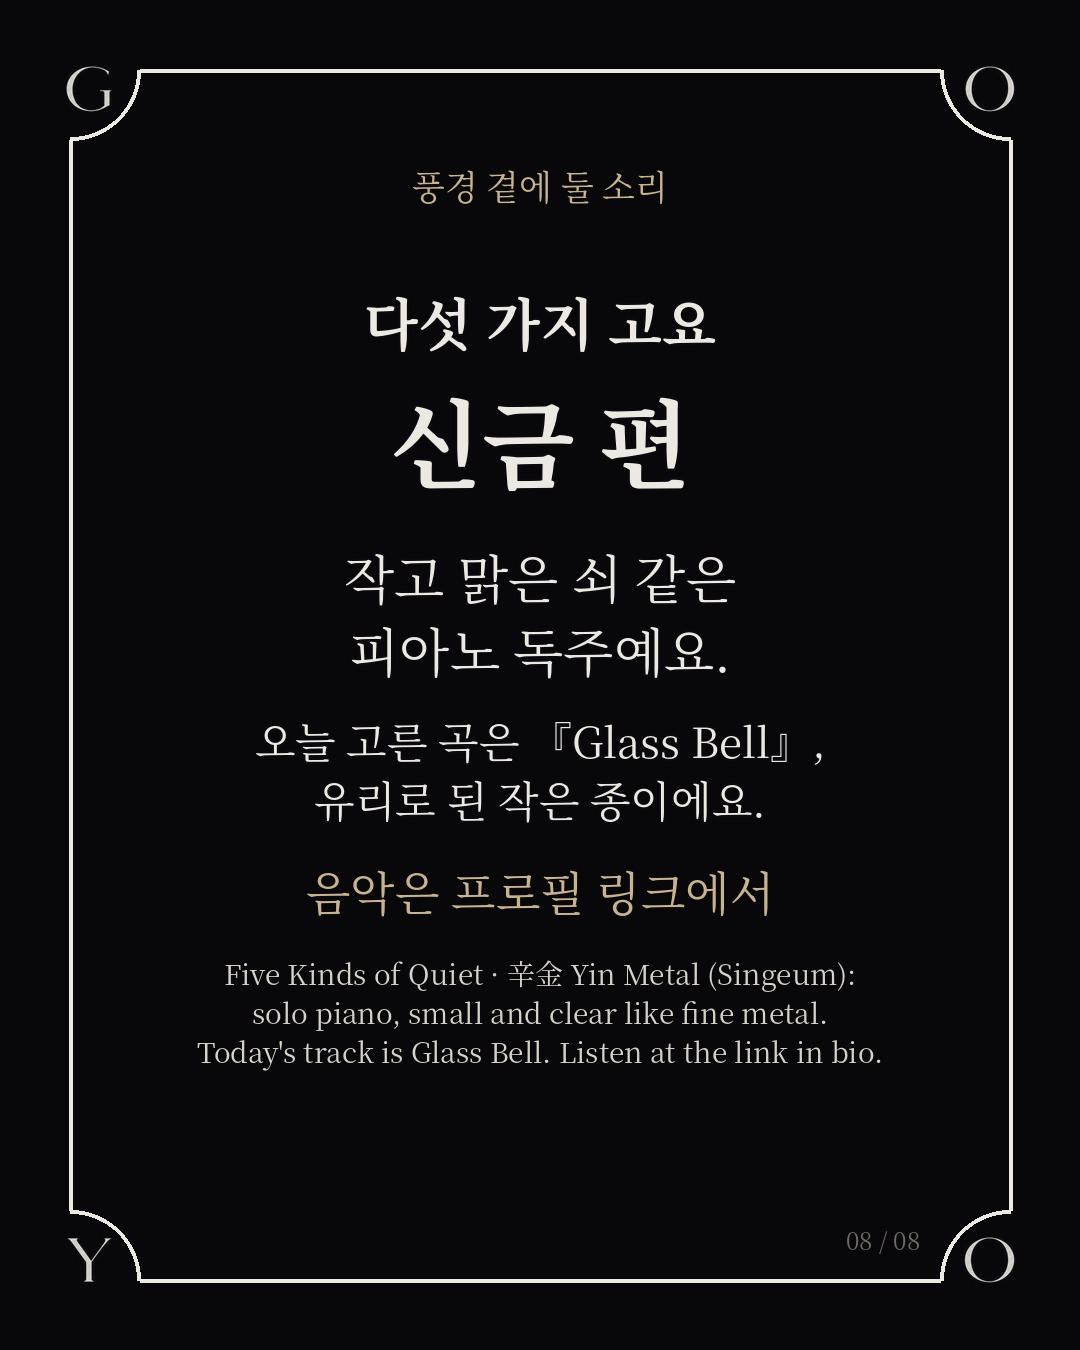 G O
풍경 곁에 둘 소리
다섯 가지 고요
신금 편
작고 맑은 쇠 같은
피아노 독주예요.
오늘 고른 곡은 『Glass Bell』,
유리로 된 작은 종이에요.
음악은 프로필 링크에서
Five Kinds of Quiet · 辛金 Yin Metal (Singeum):
solo piano, small and clear like fine metal.
Today's track is Glass Bell. Listen at the link in bio.
08 / 08
Y O